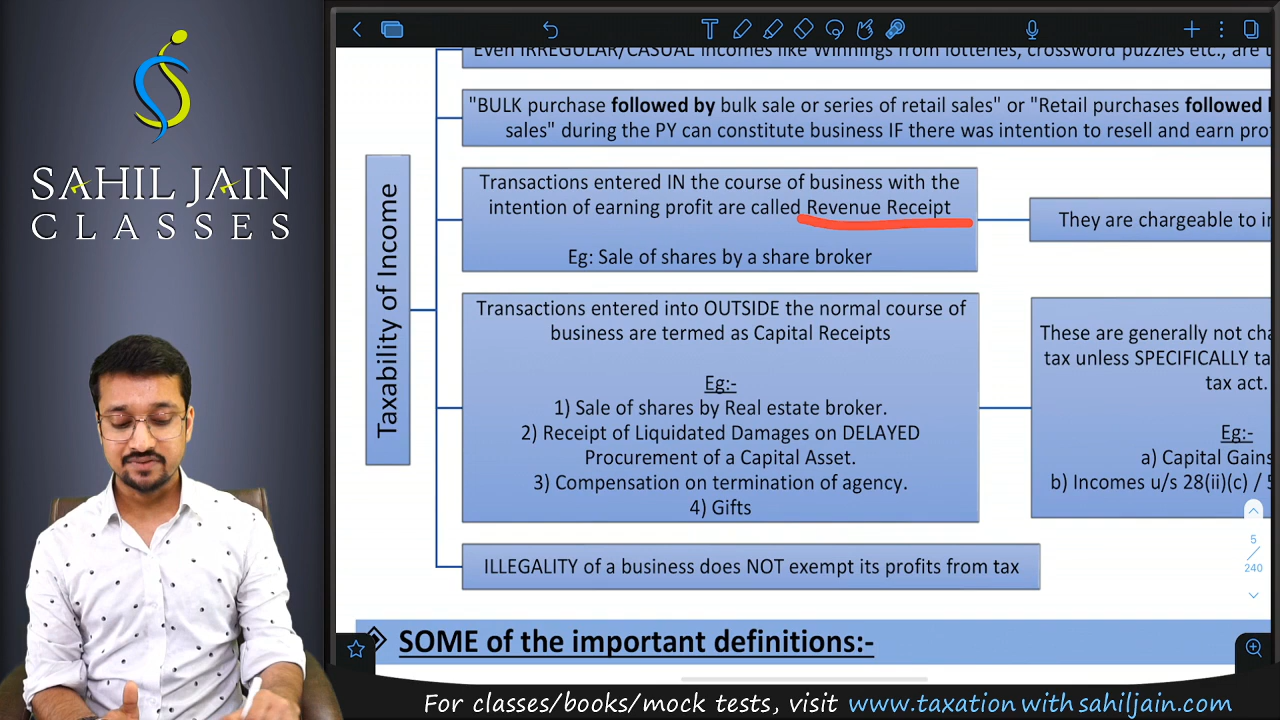 SAHIL JAIN
CLASSES
Even IRREGULAR/CASUAL incomes like Winnings from lotteries, crossword puzzles etc., are
"BULK purchase followed by bulk sale or series of retail sales" or "Retail purchases followed
sales" during the PY can constitute business IF there was intention to resell and earn
Taxability of Income
Transactions entered IN the course of business with the
intention of earning profit are called Revenue Receipt
Eg: Sale of shares by a share broker
They are chargeable to
Transactions entered into OUTSIDE the normal course of
business are termed as Capital Receipts
Eg:-
1) Sale of shares by Real estate broker.
2) Receipt of Liquidated Damages on DELAYED
Procurement of a Capital Asset.
3) Compensation on termination of agency.
4) Gifts
These are generally not
tax unless SPECIFICALLY
tax act.
Eg:-
a) Capital Gains
b) Incomes u/s 28(ii)(c) /
ILLEGALITY of a business does NOT exempt its profits from tax
5
/
240
SOME of the important definitions:-
For classes/books/mock tests, visit www.taxationwithsahiljain.com